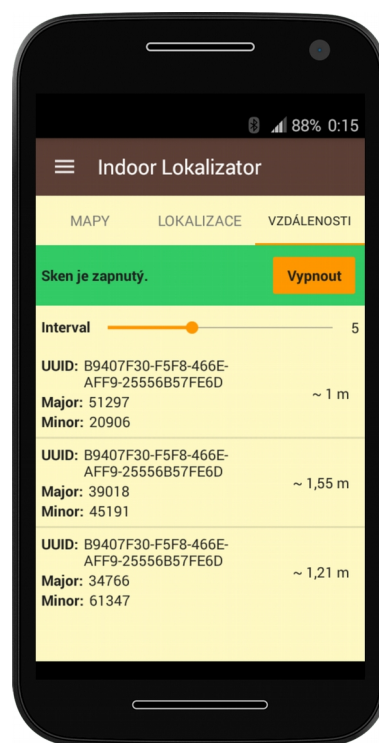 88% 0:15
Indoor Lokalizator
MAPY LOKALIZACE VZDÁLENOSTI
Sken je zapnutý. Vypnout
Interval 5
UUID: B9407F30-F5F8-466E-
AFF9-25556B57FE6D
~ 1 m
Major: 51297
Minor: 20906
UUID: B9407F30-F5F8-466E-
AFF9-25556B57FE6D
~ 1,55 m
Major: 39018
Minor: 45191
UUID: B9407F30-F5F8-466E-
AFF9-25556B57FE6D
~ 1,21 m
Major: 34766
Minor: 61347